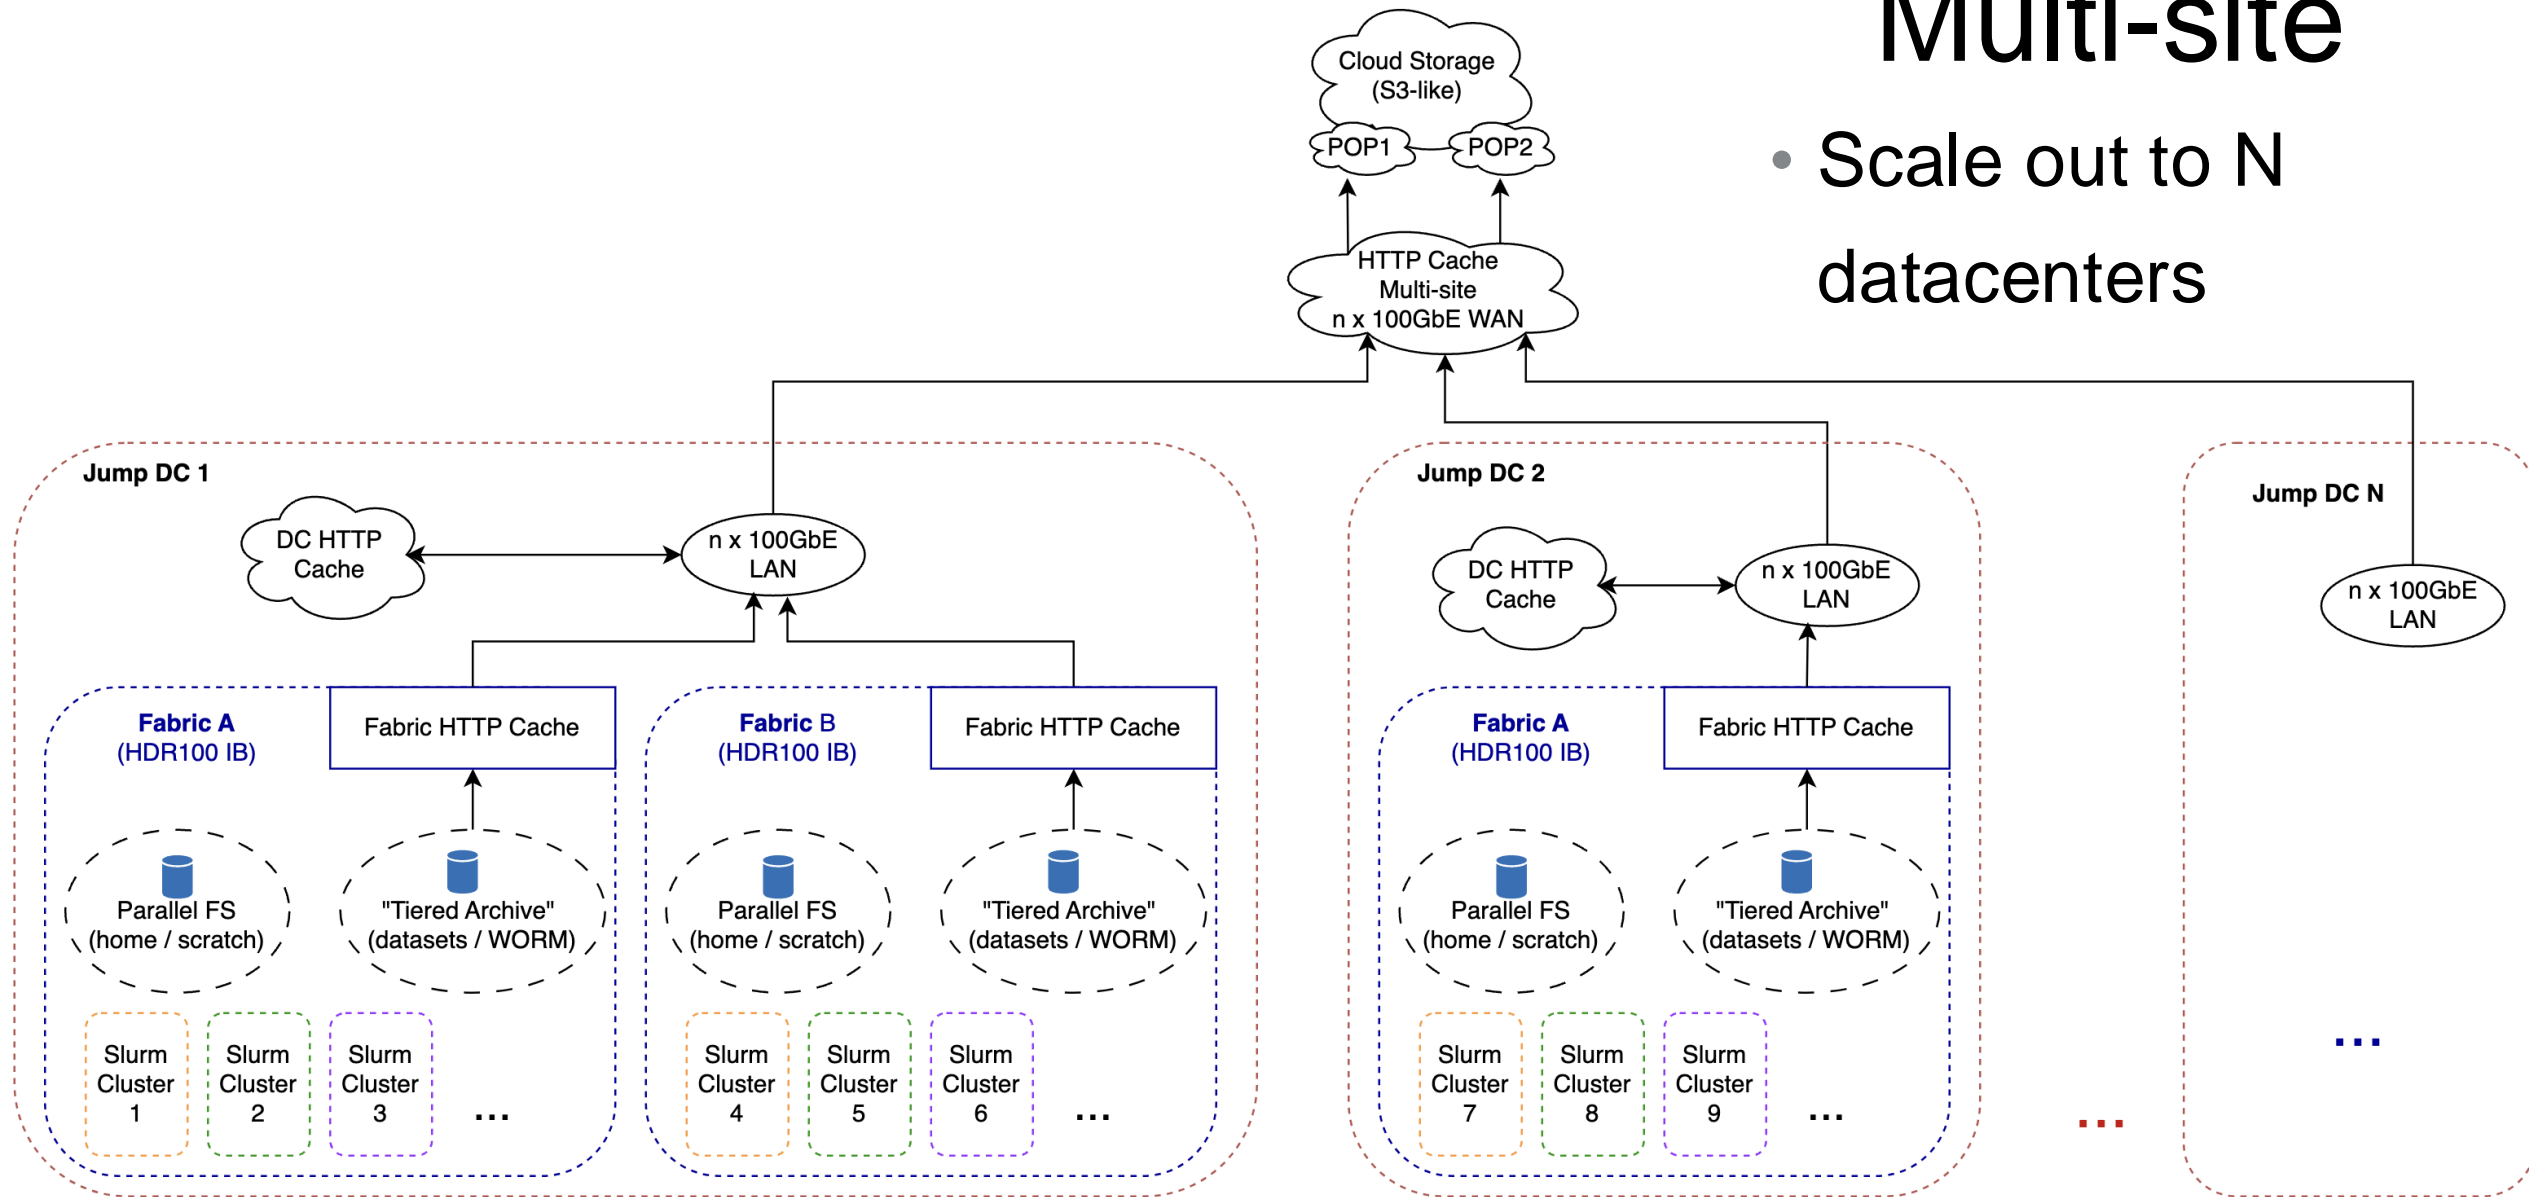 Multi-site
• Scale out to N
datacenters
Cloud Storage
(S3-like)
POP1
POP2
HTTP Cache
Multi-site
n x 100GbE WAN
Jump DC 1
DC HTTP
Cache
n x 100GbE
LAN
Fabric A
(HDR100 IB)
Fabric HTTP Cache
Parallel FS
(home / scratch)
"Tiered Archive"
(datasets / WORM)
Slurm
Cluster
1
Slurm
Cluster
2
Slurm
Cluster
3
...
Fabric B
(HDR100 IB)
Fabric HTTP Cache
Parallel FS
(home / scratch)
"Tiered Archive"
(datasets / WORM)
Slurm
Cluster
4
Slurm
Cluster
5
Slurm
Cluster
6
...
Jump DC 2
DC HTTP
Cache
n x 100GbE
LAN
Fabric A
(HDR100 IB)
Fabric HTTP Cache
Parallel FS
(home / scratch)
"Tiered Archive"
(datasets / WORM)
Slurm
Cluster
7
Slurm
Cluster
8
Slurm
Cluster
9
...
...
Jump DC N
n x 100GbE
LAN
...